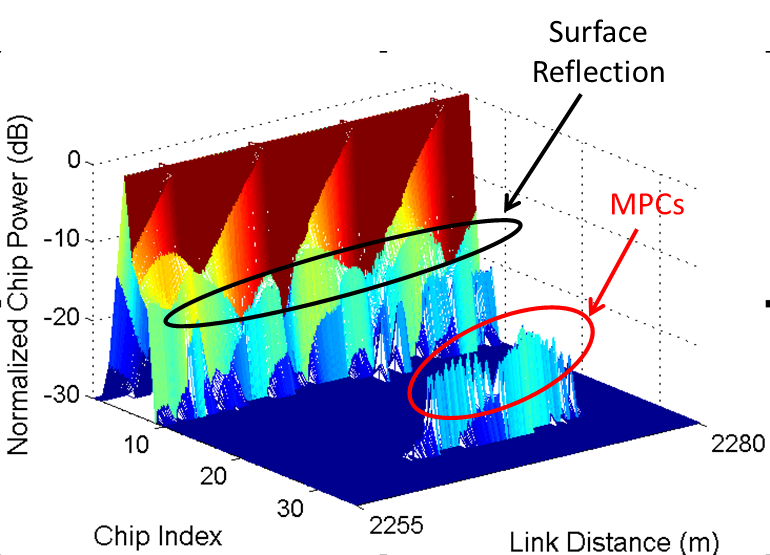 Surface
Reflection
MPCs
Normalized Chip Power (dB)
0
-10
-20
-30
10
20
30
Chip Index
2255
2280
Link Distance (m)